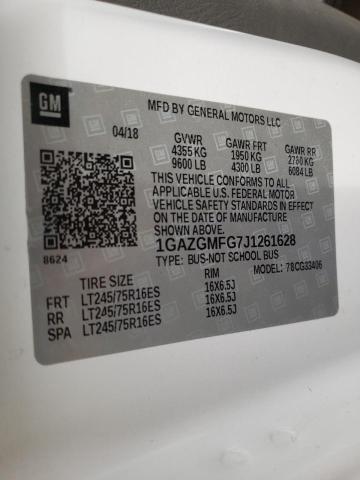 GM
MFD BY GENERAL MOTORS LLC
04/18 GVWR GAWR FRT GAWR RR
4355 KG 1950 KG 2760 KG
9600 LB 4300 LB 6084 LB
THIS VEHICLE CONFORMS TO ALL
APPLICABLE U.S. FEDERAL MOTOR
VEHICLE SAFETY STANDARDS IN EFFECT
ON THE DATE OF MANUFACTURE
SHOWN ABOVE.
1GAZGMFG7J1261628
8624 TYPE: BUS-NOT SCHOOL BUS
MODEL: 78CG33406
TIRE SIZE RIM
FRT LT245/75R16ES 16X6.5J
RR LT245/75R16ES 16X6.5J
SPA LT245/75R16ES 16X6.5J